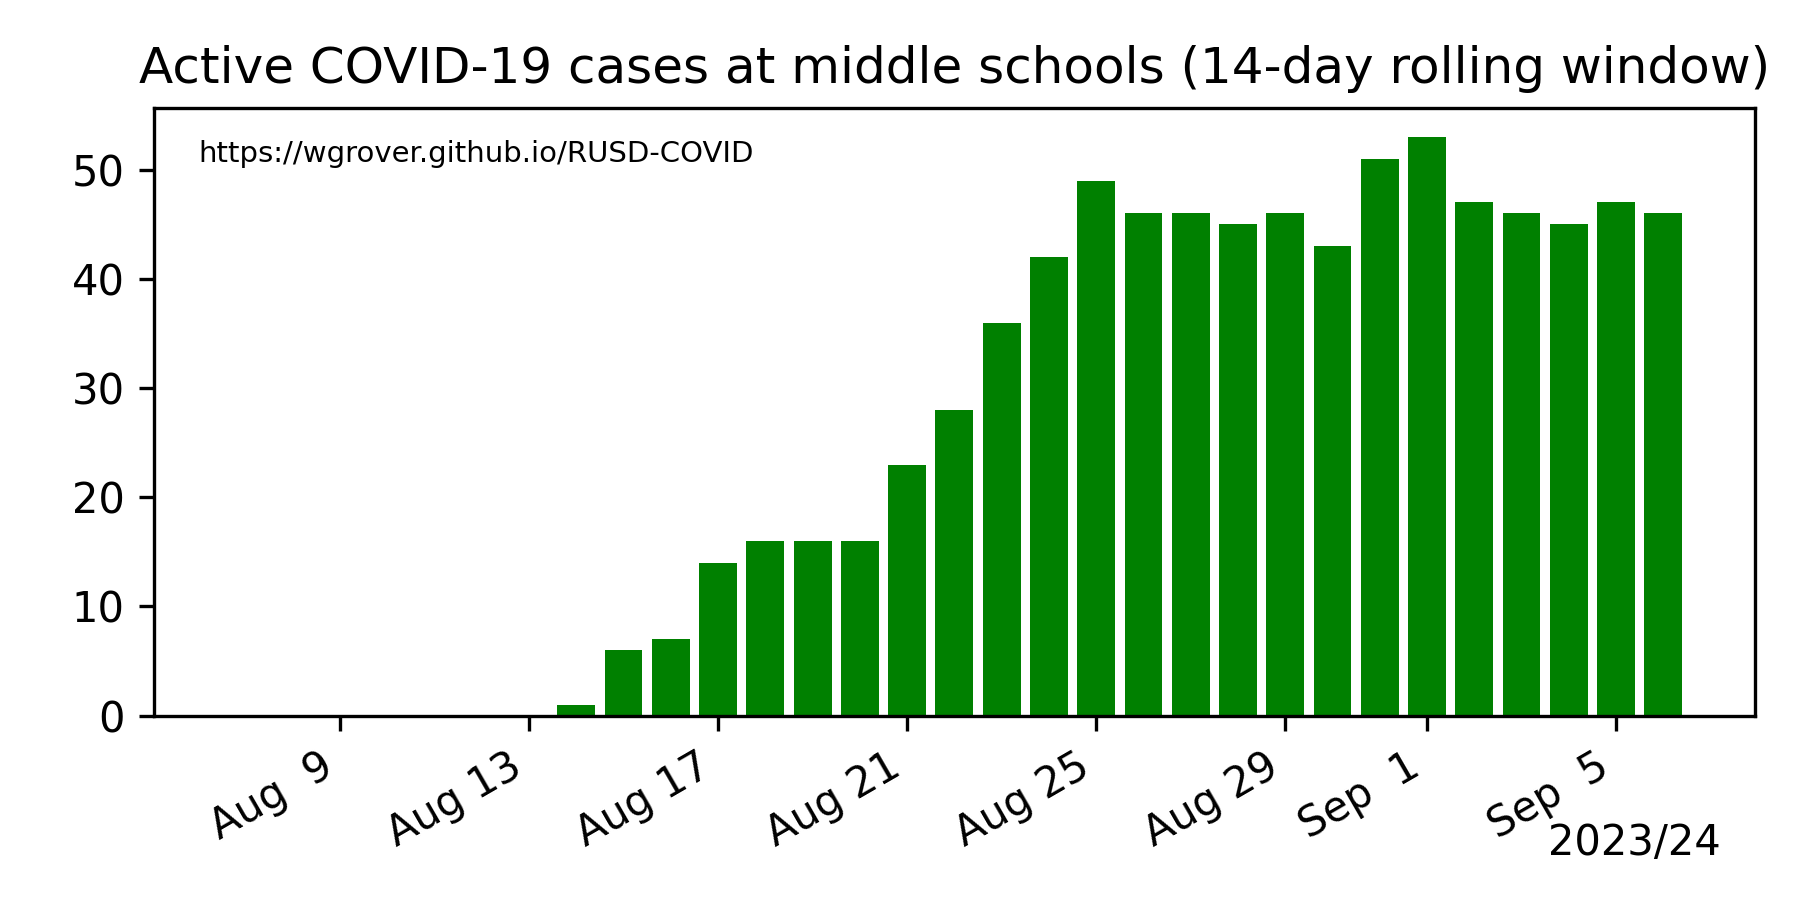 Active COVID-19 cases at middle schools (14-day rolling window)
https://wgrover.github.io/RUSD-COVID
50
40
30
20
10
0
Aug  9
Aug 13
Aug 17
Aug 21
Aug 25
Aug 29
Sep  1
Sep  5
2023/24